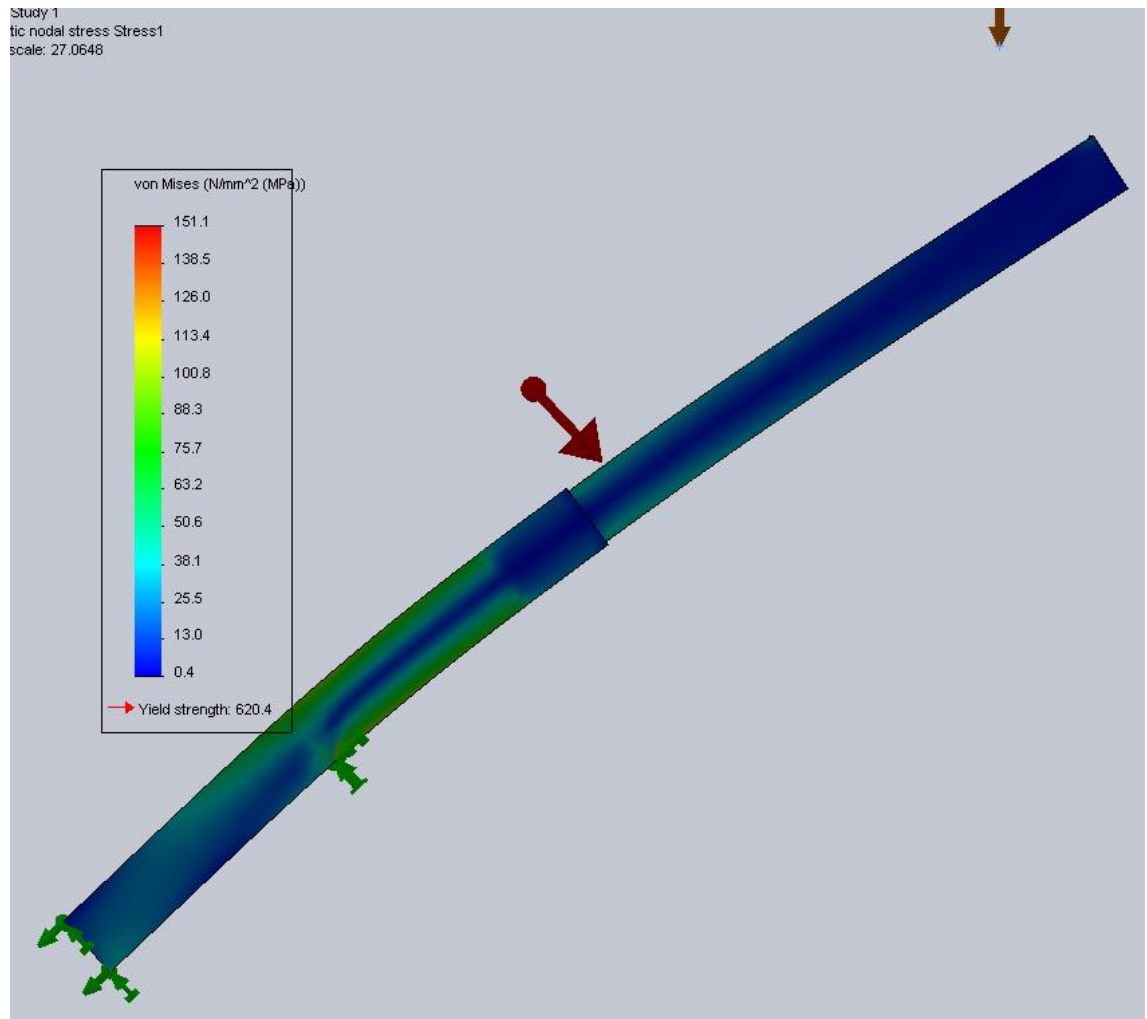 Study 1
tic nodal stress Stress1
scale: 27.0648
von Mises (N/mm^2 (MPa))
151.1
138.5
126.0
113.4
100.8
88.3
75.7
63.2
50.6
38.1
25.5
13.0
0.4
Yield strength: 620.4